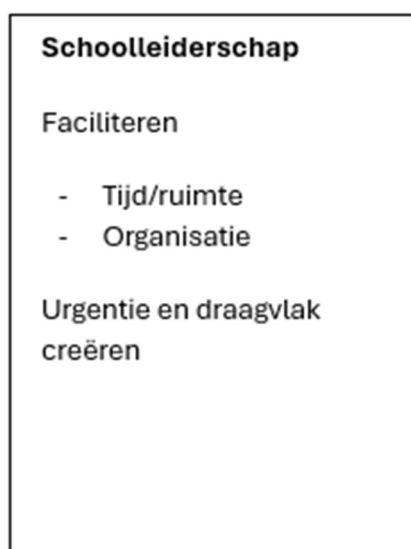 Schoolleiderschap
Faciliteren
- Tijd/ruimte
- Organisatie
Urgentie en draagvlak
creëren